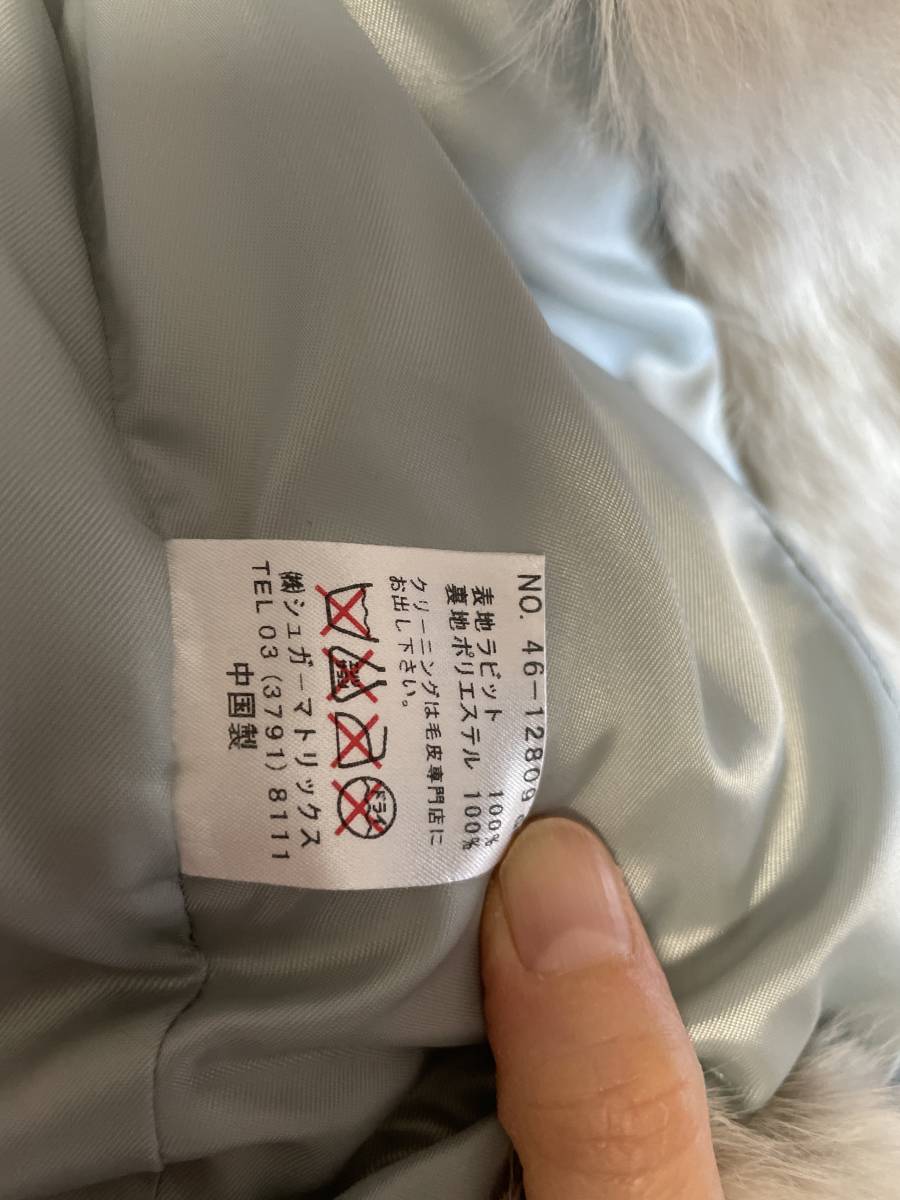 NO. 46-12809
表地ラビット 100%
裏地ポリエステル 100%
クリーニングは毛皮専門店に
お出し下さい。
ドライ
㈱シュガーマトリックス
TEL 03 (3791) 8111
中国製